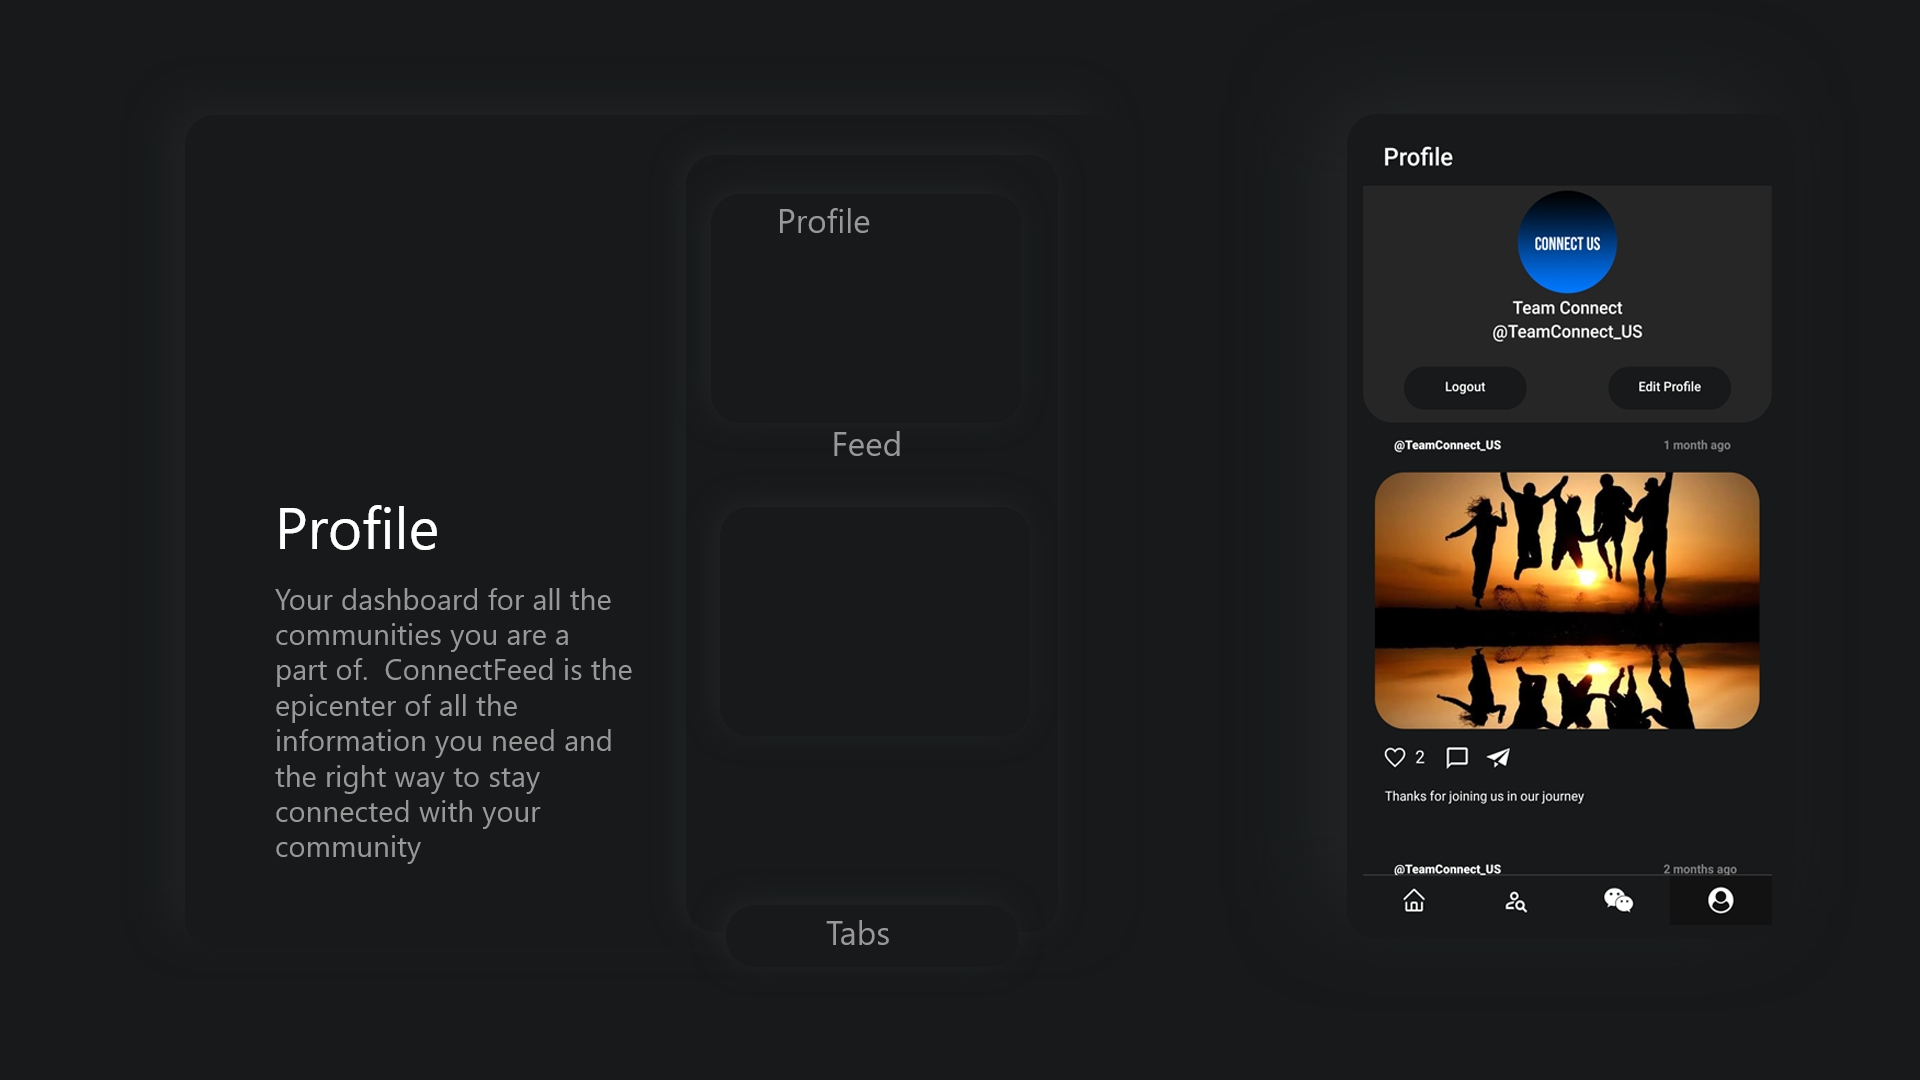 Profile
Your dashboard for all the
communities you are a
part of.  ConnectFeed is the
epicenter of all the
information you need and
the right way to stay
connected with your
community
Profile
Feed
Tabs
Profile
CONNECT US
Team Connect
@TeamConnect_US
Logout
Edit Profile
@TeamConnect_US
1 month ago
2
Thanks for joining us in our journey
@TeamConnect_US
2 months ago